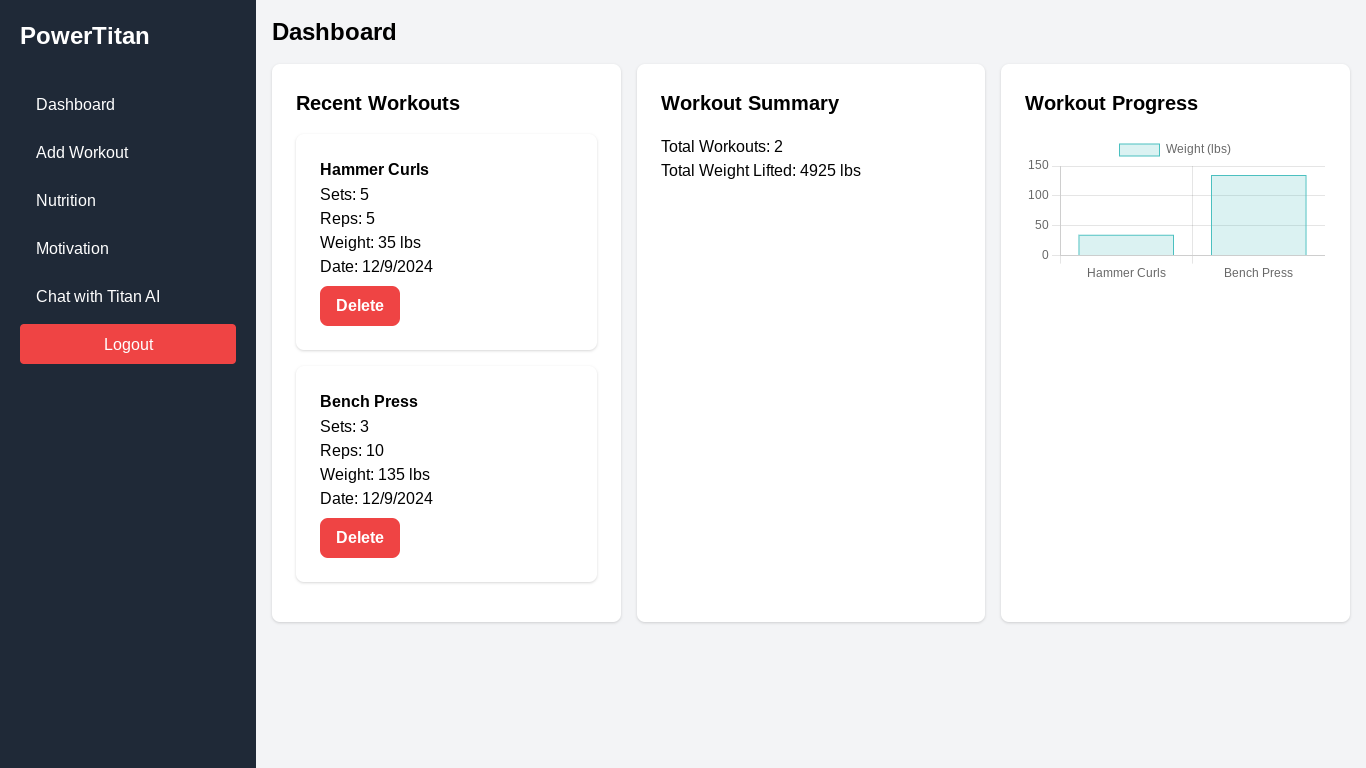 PowerTitan
Dashboard
Add Workout
Nutrition
Motivation
Chat with Titan AI
Logout
Dashboard
Recent Workouts
Hammer Curls
Sets: 5
Reps: 5
Weight: 35 lbs
Date: 12/9/2024
Delete
Bench Press
Sets: 3
Reps: 10
Weight: 135 lbs
Date: 12/9/2024
Delete
Workout Summary
Total Workouts: 2
Total Weight Lifted: 4925 lbs
Workout Progress
Weight (lbs)
150
100
50
0
Hammer Curls
Bench Press